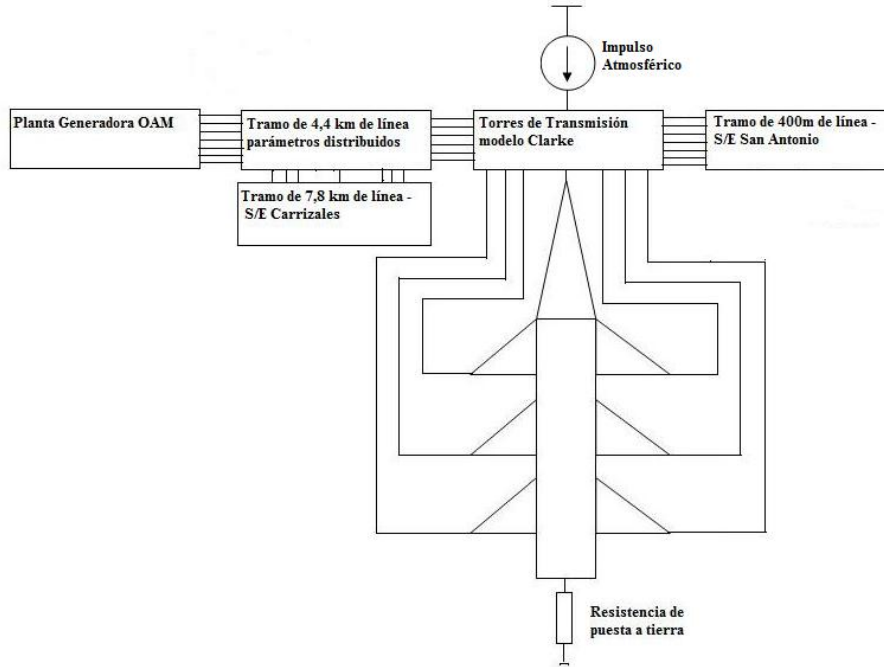 Impulso
Atmosférico
Planta Generadora OAM
Tramo de 4,4 km de línea
parámetros distribuidos
Torres de Transmisión
modelo Clarke
Tramo de 400m de línea -
S/E San Antonio
Tramo de 7,8 km de línea -
S/E Carrizales
Resistencia de
puesta a tierra